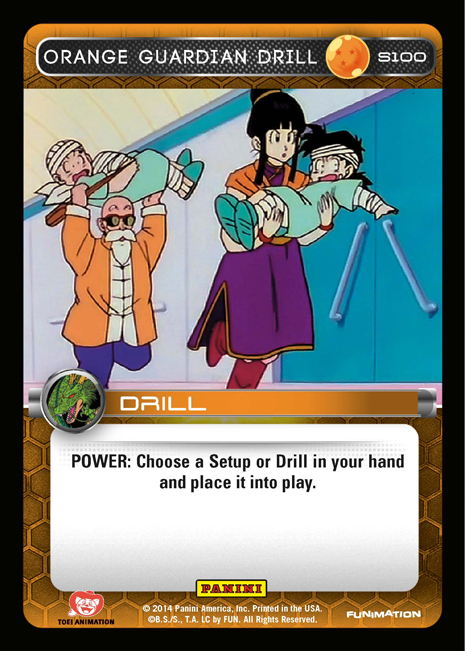 ORANGE GUARDIAN DRILL S100
DRILL
POWER: Choose a Setup or Drill in your hand
and place it into play.
PANINI
TOEI ANIMATION
© 2014 Panini America, Inc. Printed in the USA.
©B.S./S., T.A. LC by FUN. All Rights Reserved.
FUNIMATION